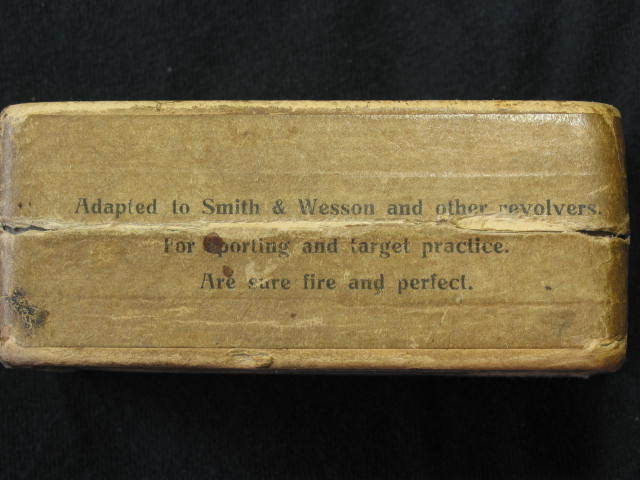 Adapted to Smith & Wesson and other revolvers.
For sporting and target practice.
Are sure fire and perfect.